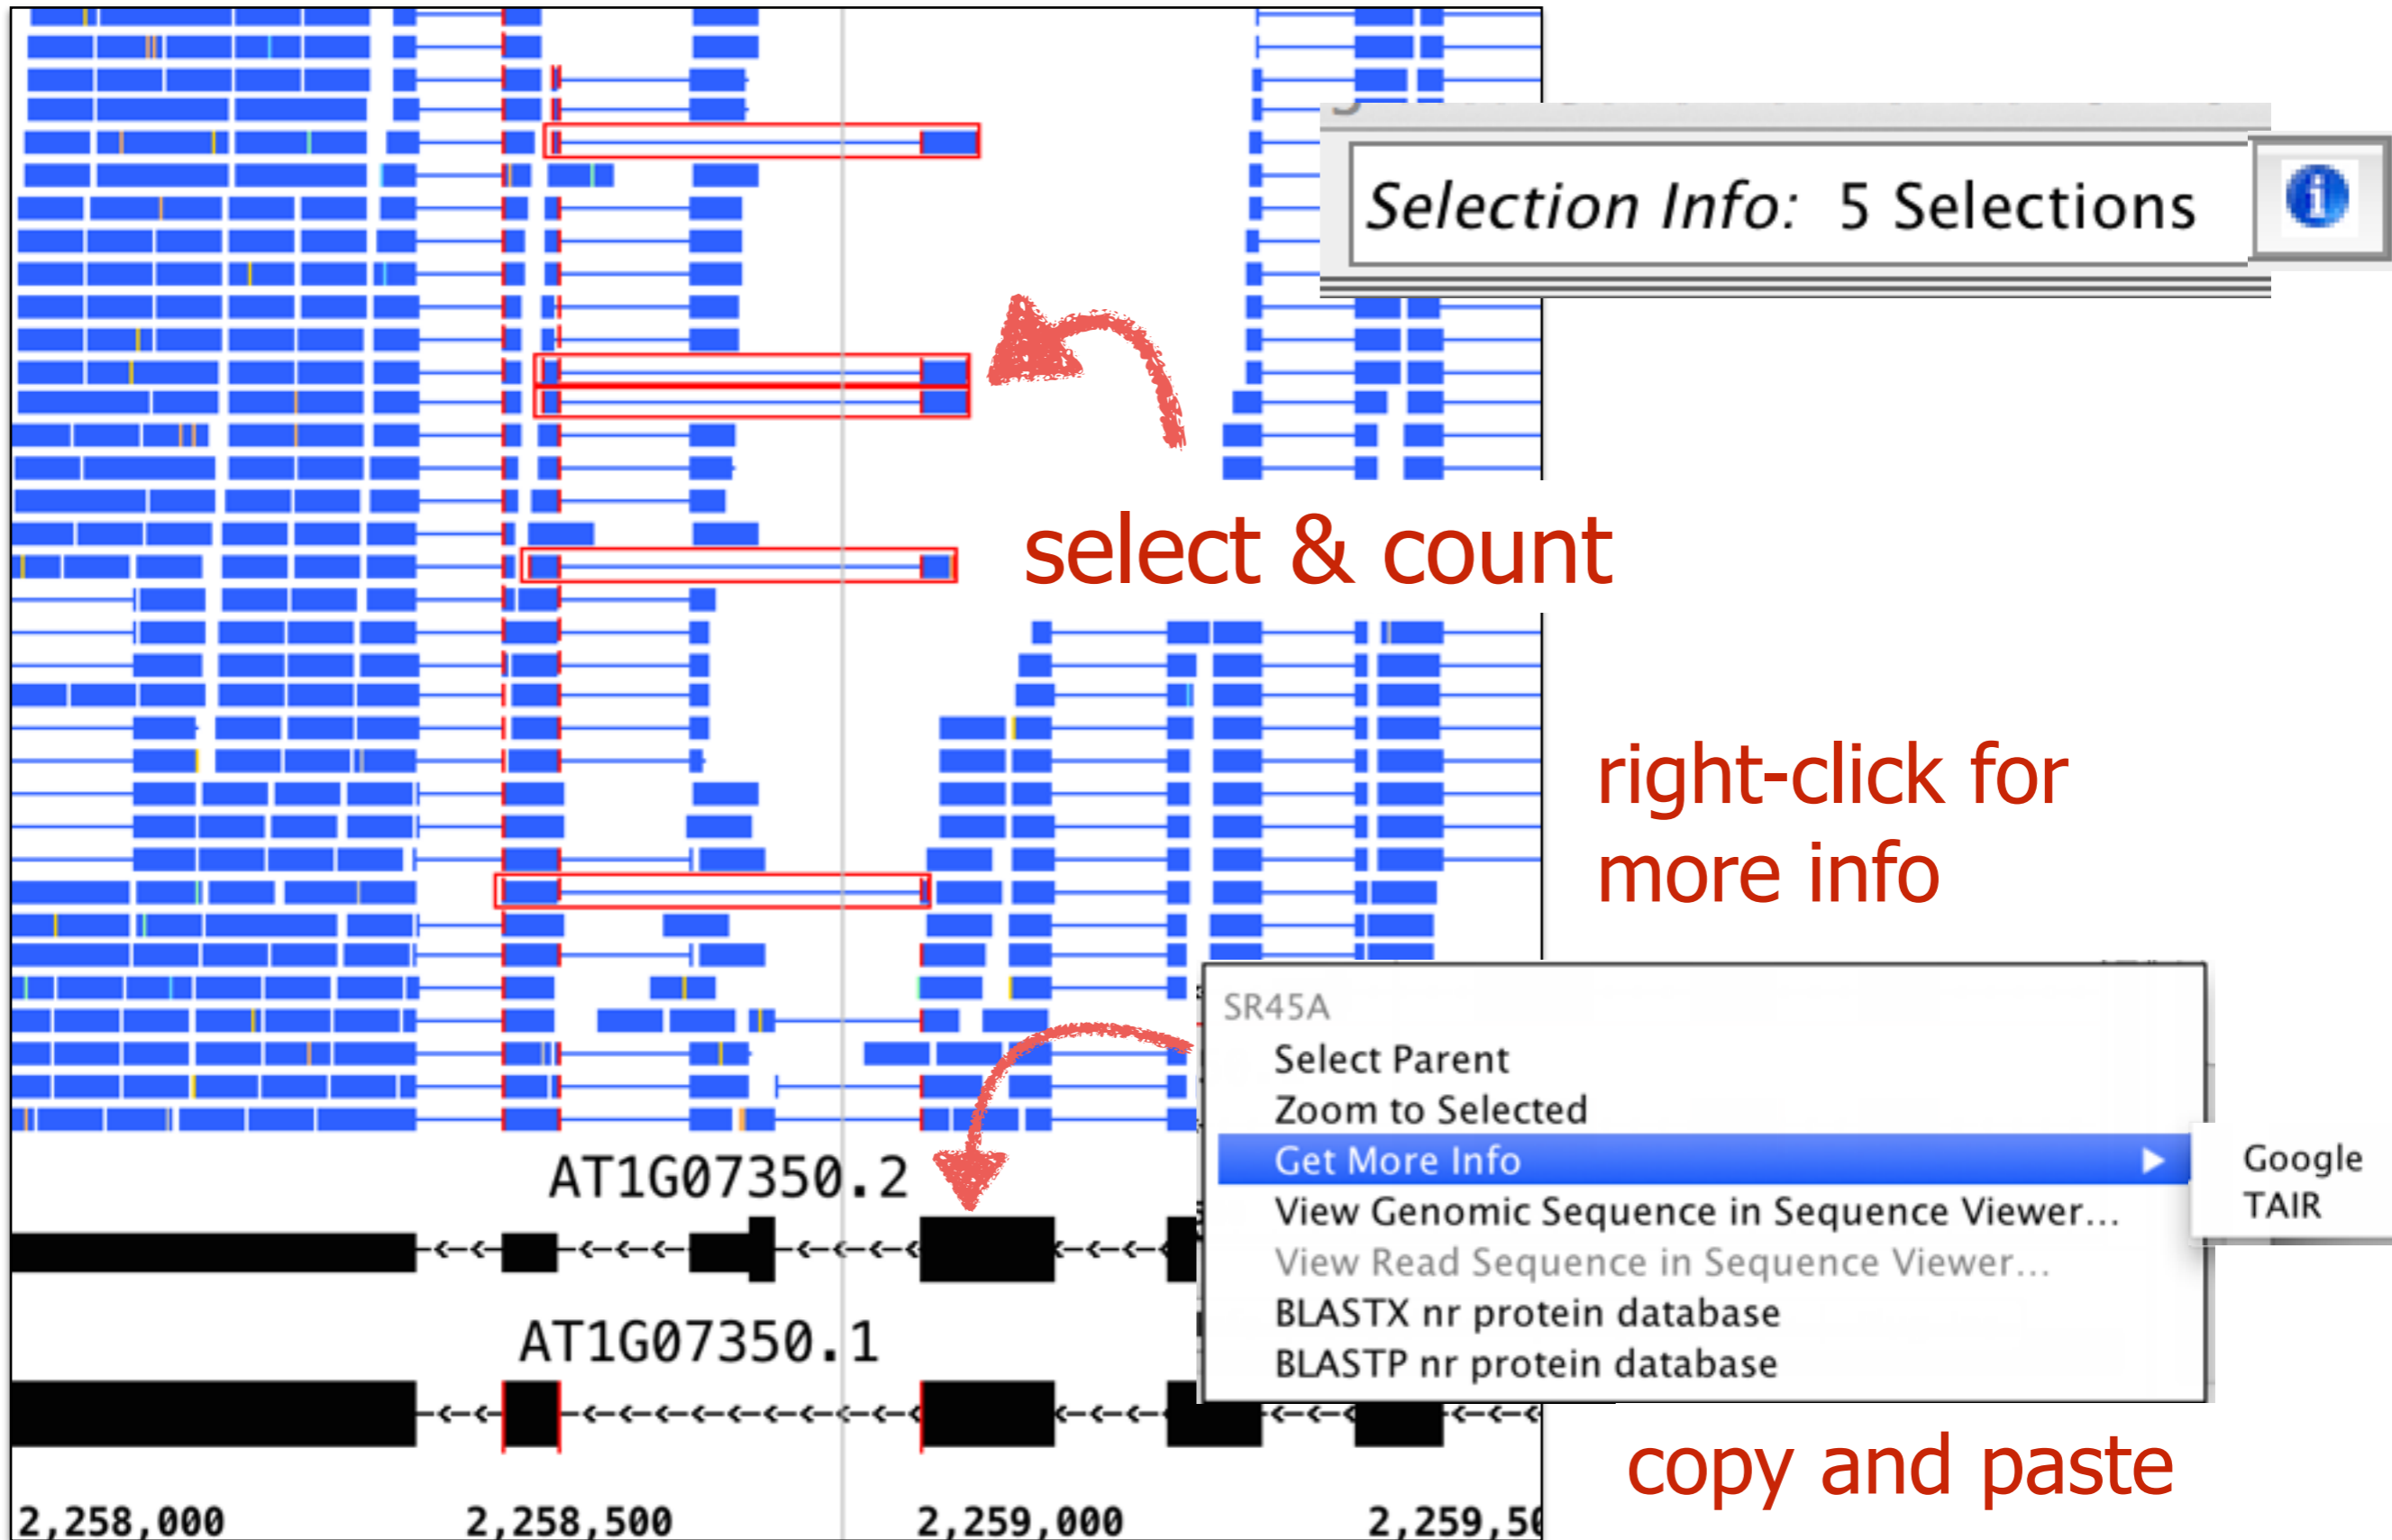 Selection Info: 5 Selections
select & count
right-click for
more info
SR45A
Select Parent
Zoom to Selected
Get More Info
Google
TAIR
View Genomic Sequence in Sequence Viewer...
View Read Sequence in Sequence Viewer...
BLASTX nr protein database
BLASTP nr protein database
AT1G07350.2
AT1G07350.1
copy and paste
2,258,000 2,258,500 2,259,000 2,259,50